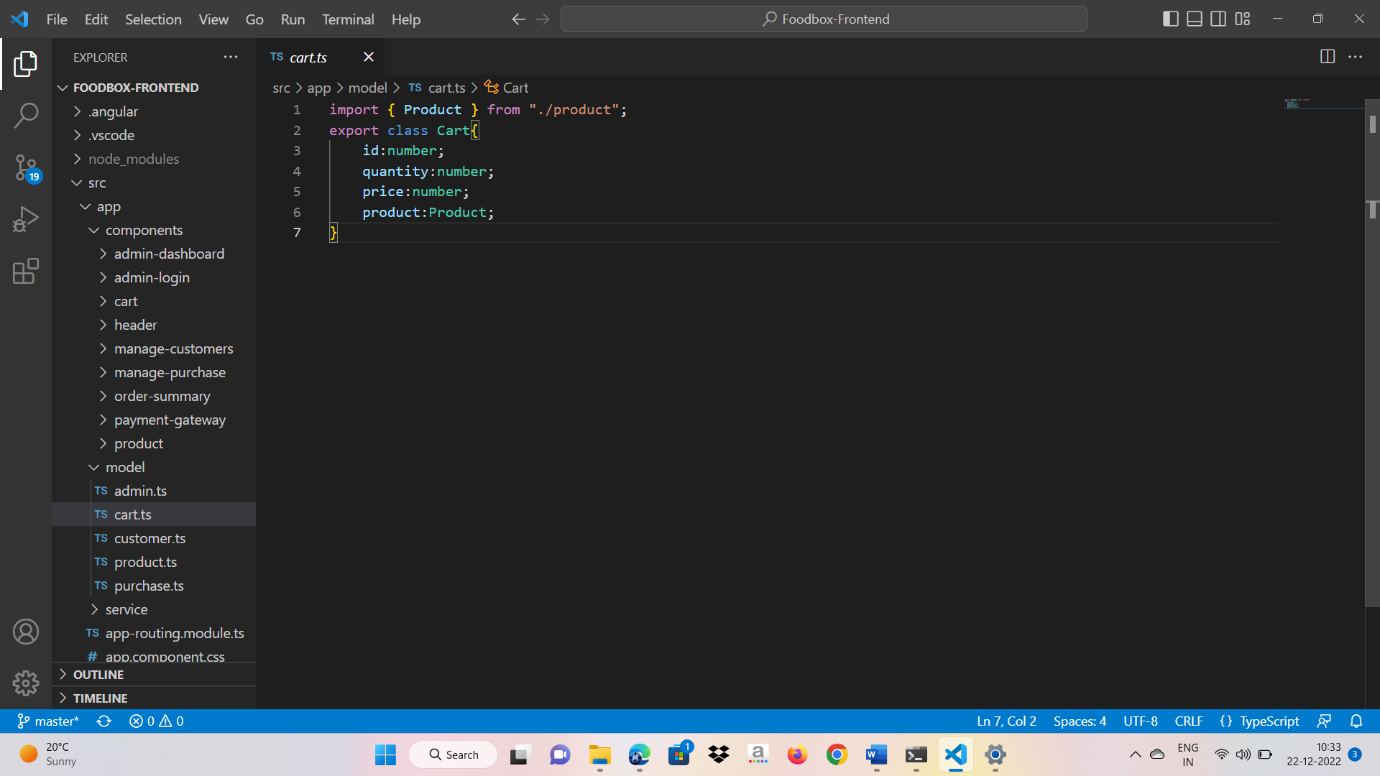 File Edit Selection View Go Run Terminal Help
Foodbox-Frontend
EXPLORER
TS cart.ts
FOODBOX-FRONTEND
src > app > model > TS cart.ts > Cart
.angular
.vscode
node_modules
src
app
components
admin-dashboard
admin-login
cart
header
manage-customers
manage-purchase
order-summary
payment-gateway
product
model
TS admin.ts
TS cart.ts
TS customer.ts
TS product.ts
TS purchase.ts
service
TS app-routing.module.ts
# app.component.css
OUTLINE
TIMELINE
19
1 import { Product } from "./product";
2 export class Cart{
3 id:number;
4 quantity:number;
5 price:number;
6 product:Product;
7 }
master* 0 0 Ln 7, Col 2 Spaces: 4 UTF-8 CRLF {} TypeScript
20°C
Sunny
Search
1
a
W
ENG
IN
10:33
22-12-2022
3